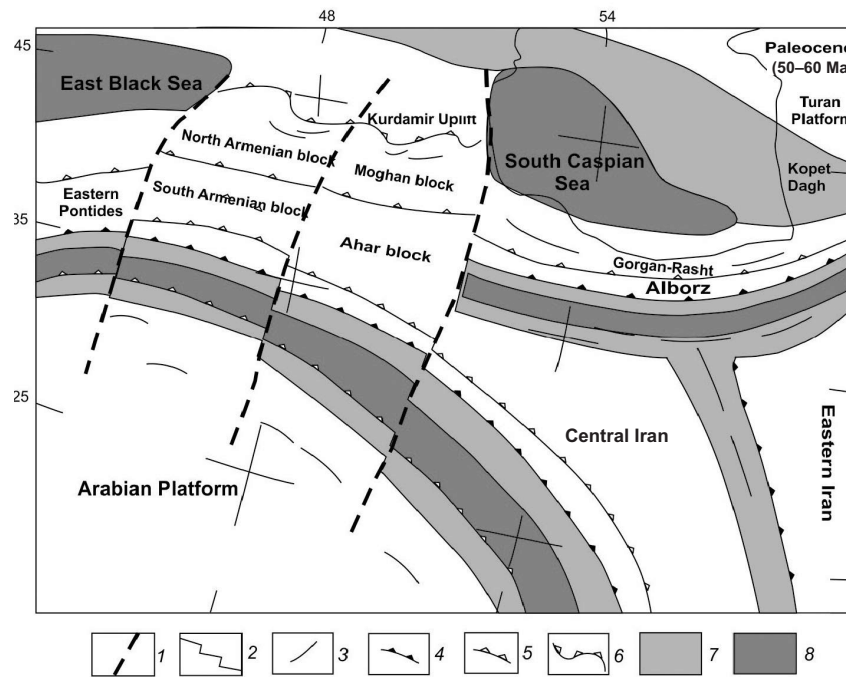 48
54
45
Paleocene
(50–60 Ma
East Black Sea
Turan
Platform
Kurdamir Uplift
North Armenian block
South Caspian
Sea
Moghan block
Kopet
Dagh
Eastern
Pontides
South Armenian block
35
Ahar block
Gorgan-Rasht
Alborz
25
Central Iran
Eastern Iran
Arabian Platform
1
2
3
4
5
6
7
8